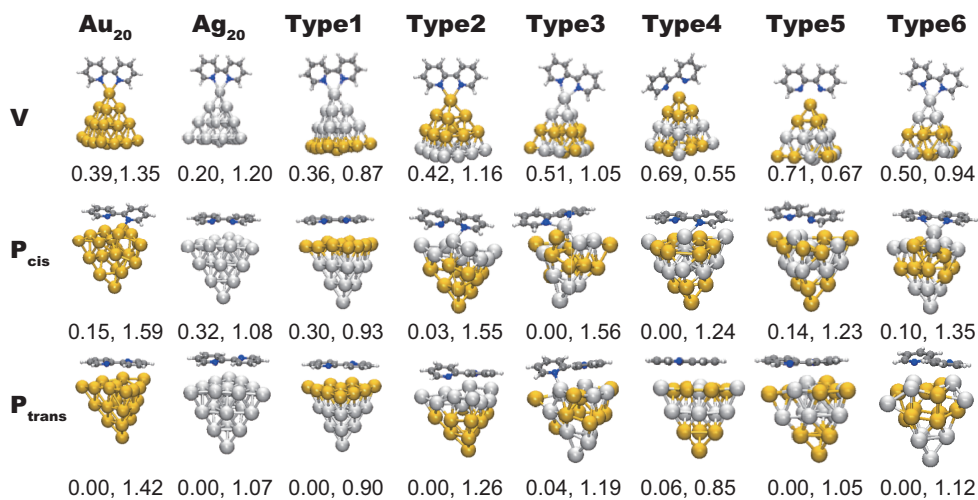 Au20 Ag20 Type1 Type2 Type3 Type4 Type5 Type6
V
0.39,1.35 0.20, 1.20 0.36, 0.87 0.42, 1.16 0.51, 1.05 0.69, 0.55 0.71, 0.67 0.50, 0.94
Pcis
0.15, 1.59 0.32, 1.08 0.30, 0.93 0.03, 1.55 0.00, 1.56 0.00, 1.24 0.14, 1.23 0.10, 1.35
Ptrans
0.00, 1.42 0.00, 1.07 0.00, 0.90 0.00, 1.26 0.04, 1.19 0.06, 0.85 0.00, 1.05 0.00, 1.12